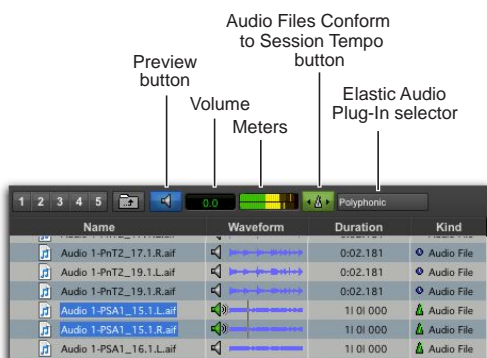 Audio Files Conform
to Session Tempo
button
Preview
button
Elastic Audio
Plug-In selector
Volume
Meters
1 2 3 4 5 0.0 Polyphonic
Name Waveform Duration Kind
Audio 1-PnT2_17.1.R.aif 0:02.181 Audio File
Audio 1-PnT2_19.1.L.aif 0:02.181 Audio File
Audio 1-PnT2_19.1.R.aif 0:02.181 Audio File
Audio 1-PSA1_15.1.L.aif 1| 0| 000 Audio File
Audio 1-PSA1_15.1.R.aif 1| 0| 000 Audio File
Audio 1-PSA1_16.1.L.aif 1| 0| 000 Audio File